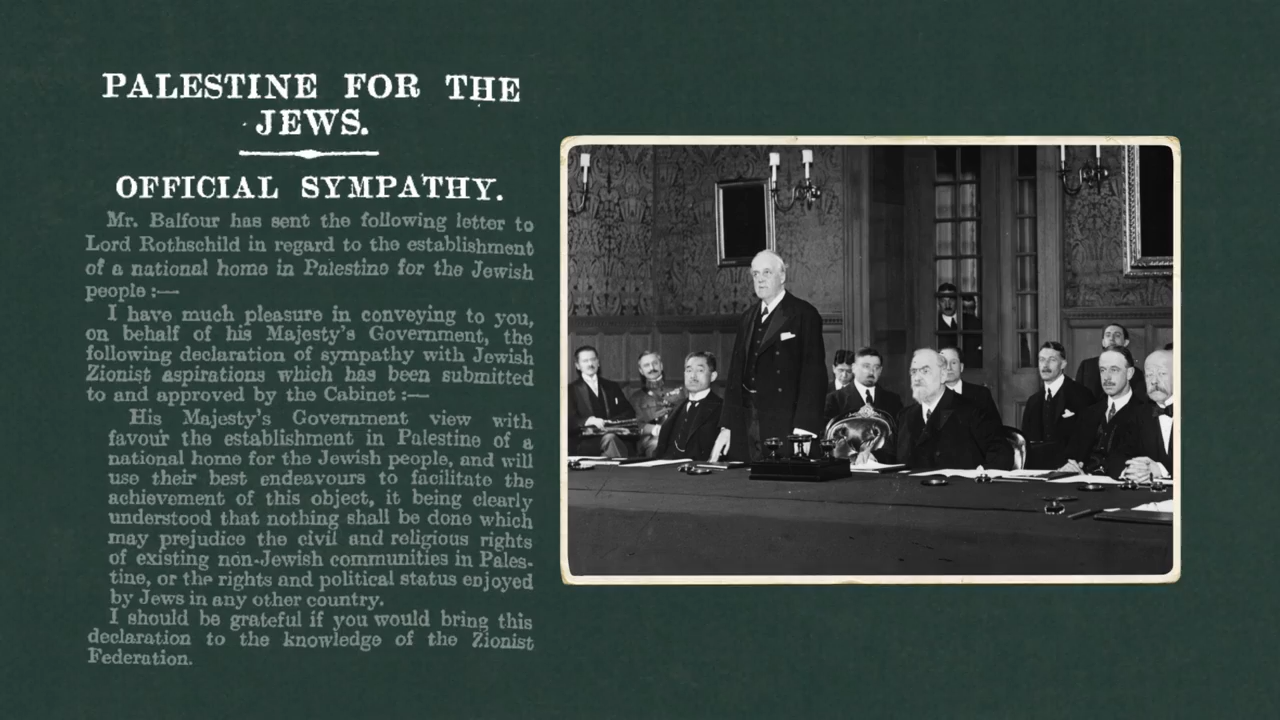 PALESTINE FOR THE
JEWS.
OFFICIAL SYMPATHY.
Mr. Balfour has sent the following letter to
Lord Rothschild in regard to the establishment
of a national home in Palestine for the Jewish
people :—
I have much pleasure in conveying to you,
on behalf of his Majesty's Government, the
following declaration of sympathy with Jewish
Zionist aspirations which has been submitted
to and approved by the Cabinet :—
His Majesty's Government view with
favour the establishment in Palestine of a
national home for the Jewish people, and will
use their best endeavours to facilitate the
achievement of this object, it being clearly
understood that nothing shall be done which
may prejudice the civil and religious rights
of existing non-Jewish communities in Pales-
tine, or the rights and political status enjoyed
by Jews in any other country.
I should be grateful if you would bring this
declaration to the knowledge of the Zionist
Federation.